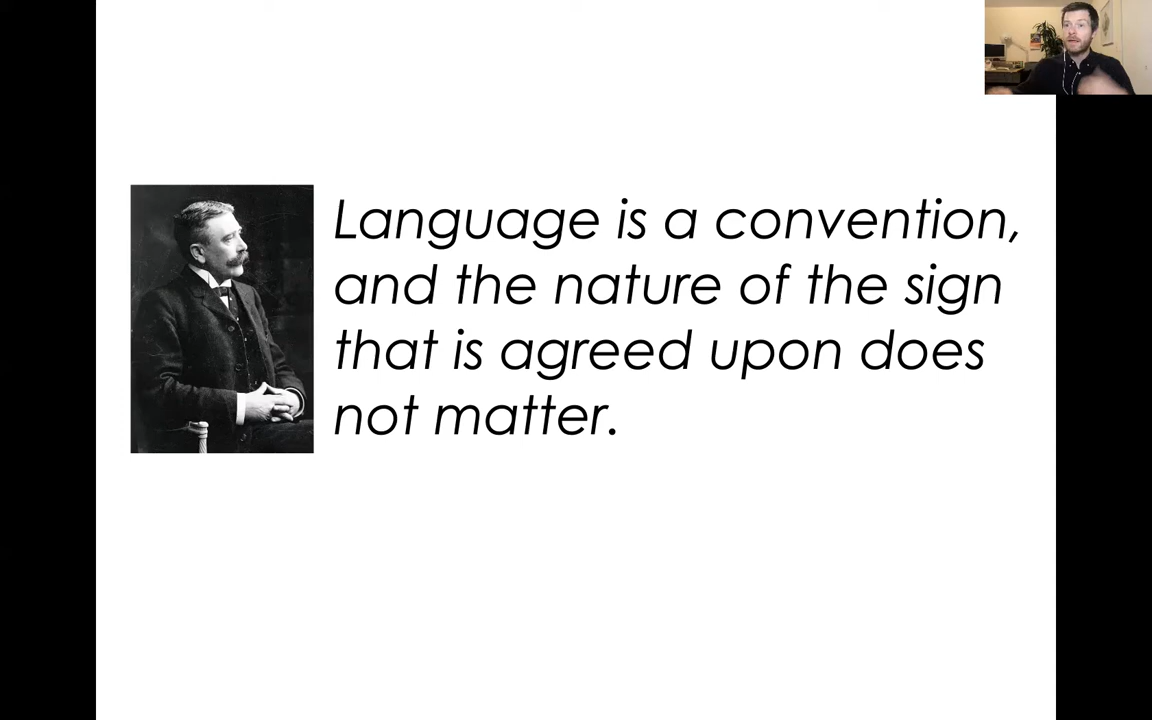 Language is a convention,
and the nature of the sign
that is agreed upon does
not matter.